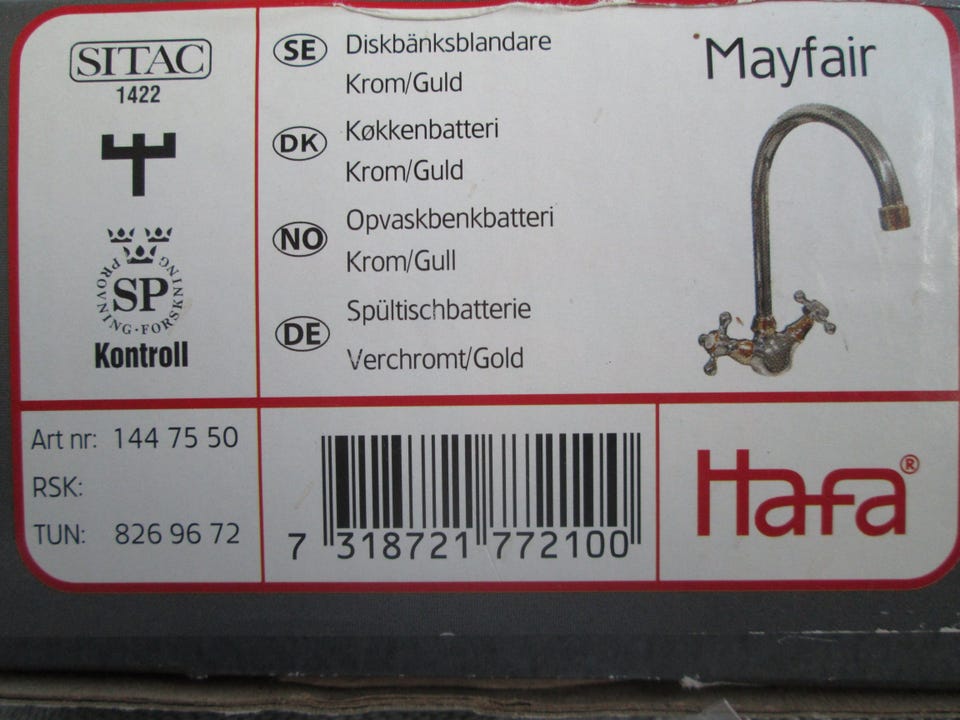 SITAC
1422
SP
PROVNING·FORSKNING
Kontroll
SE Diskbänksblandare
Krom/Guld
DK Køkkenbatteri
Krom/Guld
NO Opvaskbenkbatteri
Krom/Gull
DE Spültischbatterie
Verchromt/Gold
Mayfair
Art nr: 144 75 50
RSK:
TUN: 826 96 72
7 318721 772100
Hafa®